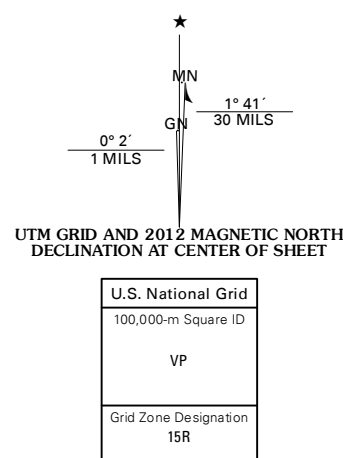 ★
MN
GN
1° 41´
30 MILS
0° 2´
1 MILS
UTM GRID AND 2012 MAGNETIC NORTH
DECLINATION AT CENTER OF SHEET
U.S. National Grid
100,000-m Square ID
VP
Grid Zone Designation
15R